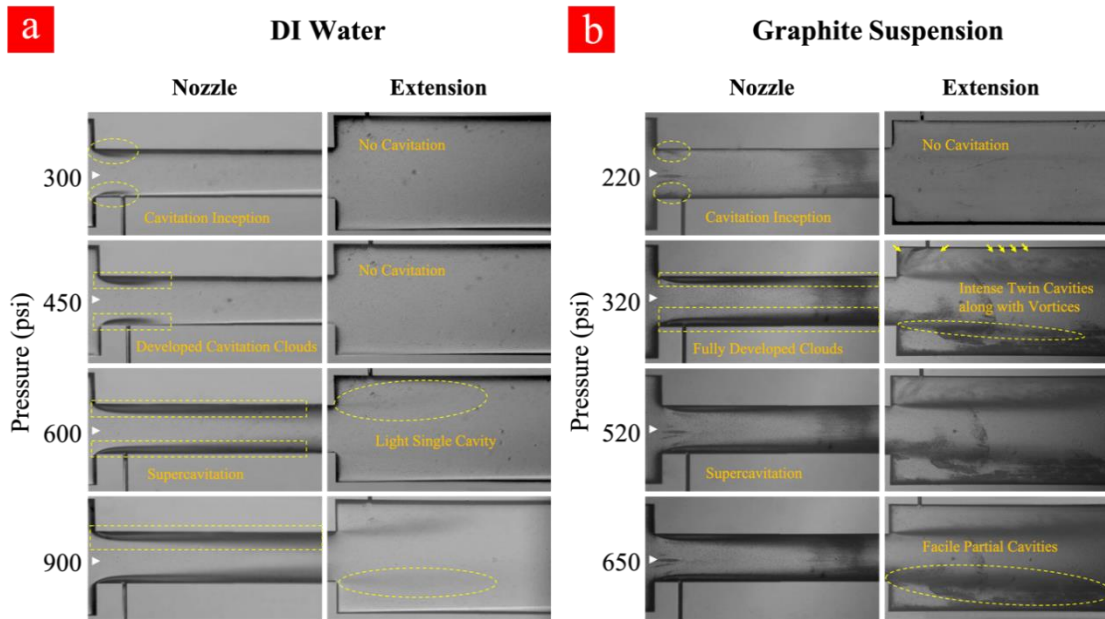 a
DI Water
Nozzle
Extension
Pressure (psi)
300
Cavitation Inception
No Cavitation
450
Developed Cavitation Clouds
No Cavitation
600
Supercavitation
Light Single Cavity
900
b
Graphite Suspension
Nozzle
Extension
Pressure (psi)
220
Cavitation Inception
No Cavitation
320
Fully Developed Clouds
Intense Twin Cavities
along with Vortices
520
Supercavitation
650
Facile Partial Cavities